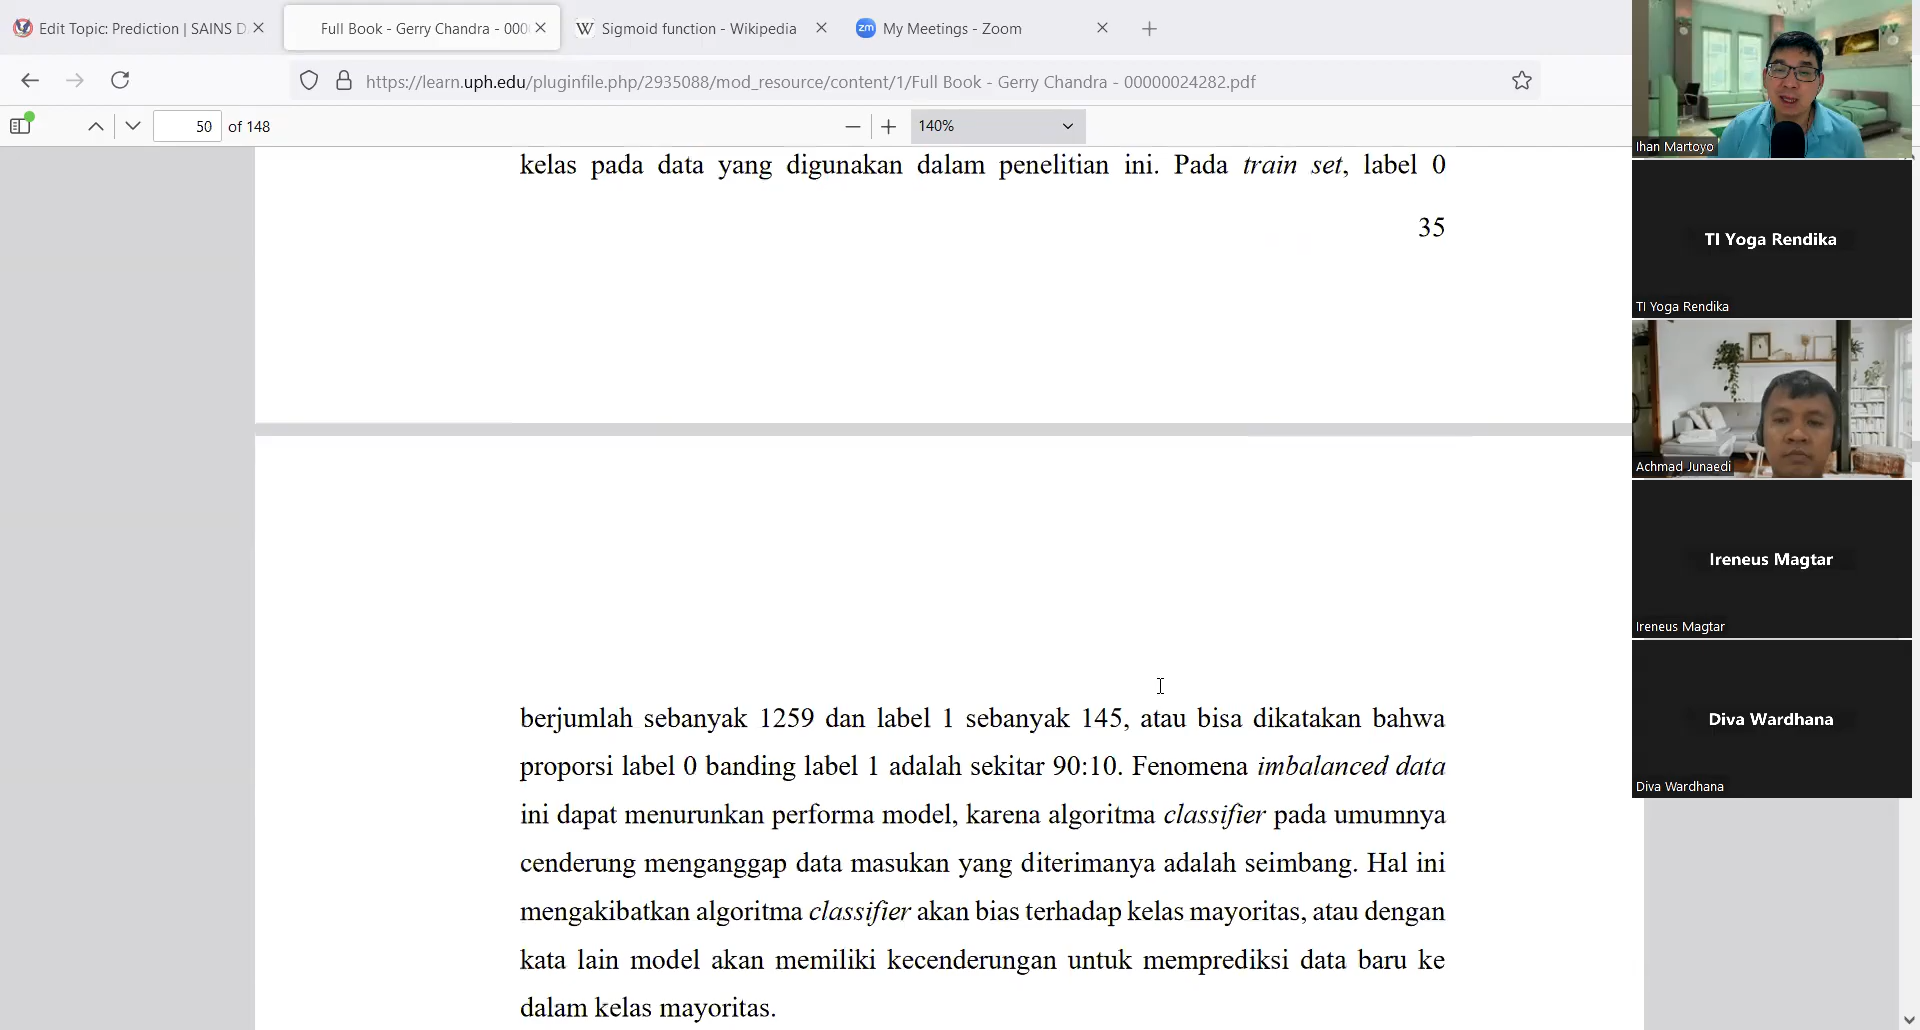 Edit Topic: Prediction | SAINS D
Full Book - Gerry Chandra - 000
W Sigmoid function - Wikipedia
zm My Meetings - Zoom
https://learn.uph.edu/pluginfile.php/2935088/mod_resource/content/1/Full Book - Gerry Chandra - 00000024282.pdf
50 of 148
140%
kelas pada data yang digunakan dalam penelitian ini. Pada train set, label 0
35
berjumlah sebanyak 1259 dan label 1 sebanyak 145, atau bisa dikatakan bahwa
proporsi label 0 banding label 1 adalah sekitar 90:10. Fenomena imbalanced data
ini dapat menurunkan performa model, karena algoritma classifier pada umumnya
cenderung menganggap data masukan yang diterimanya adalah seimbang. Hal ini
mengakibatkan algoritma classifier akan bias terhadap kelas mayoritas, atau dengan
kata lain model akan memiliki kecenderungan untuk memprediksi data baru ke
dalam kelas mayoritas.
Ihan Martoyo
TI Yoga Rendika
TI Yoga Rendika
Achmad Junaedi
Ireneus Magtar
Ireneus Magtar
Diva Wardhana
Diva Wardhana